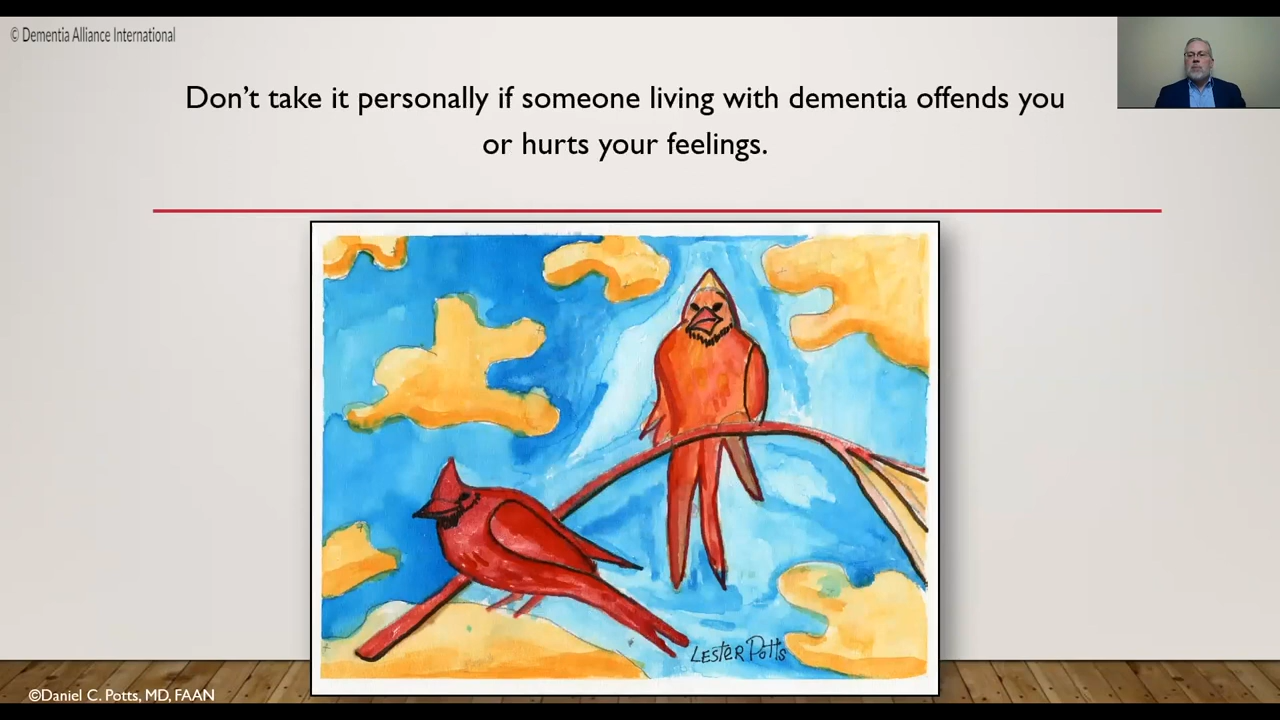 © Dementia Alliance International
Don't take it personally if someone living with dementia offends you
or hurts your feelings.
LESTER Potts
©Daniel C. Potts, MD, FAAN